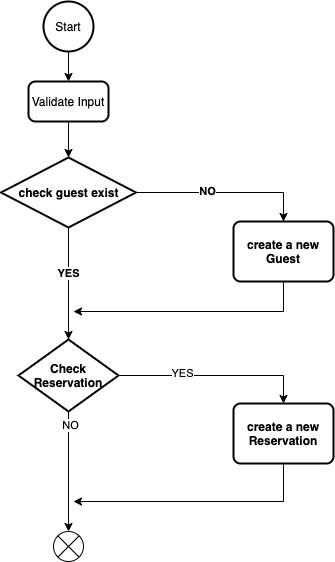 Start
Validate Input
check guest exist
NO
create a new
Guest
YES
Check
Reservation
YES
create a new
Reservation
NO